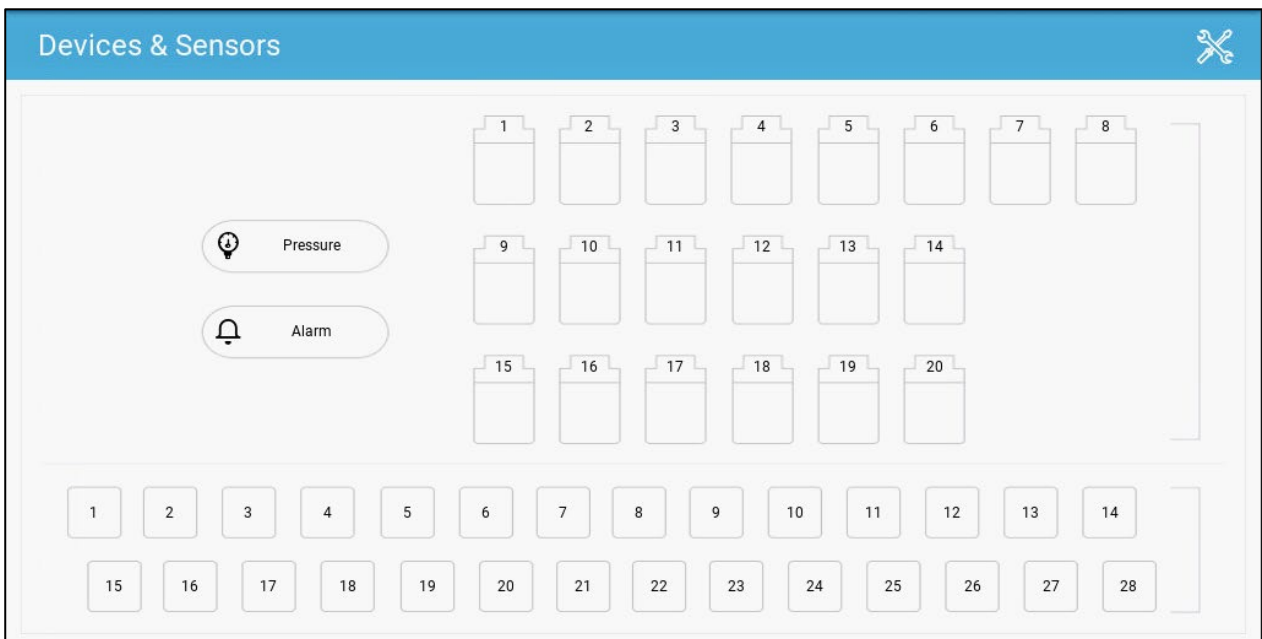 Devices & Sensors
1 2 3 4 5 6 7 8
Pressure
9 10 11 12 13 14
Alarm
15 16 17 18 19 20
1 2 3 4 5 6 7 8 9 10 11 12 13 14
15 16 17 18 19 20 21 22 23 24 25 26 27 28